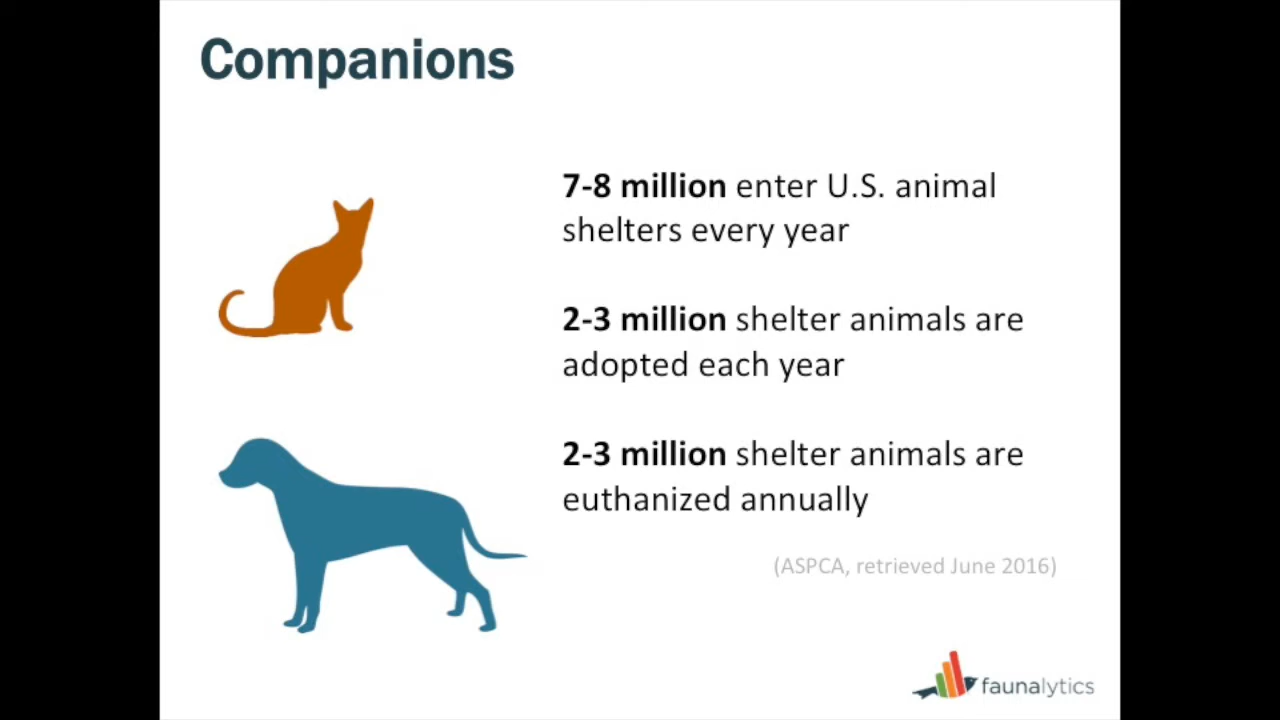 Companions
7-8 million enter U.S. animal
shelters every year
2-3 million shelter animals are
adopted each year
2-3 million shelter animals are
euthanized annually
(ASPCA, retrieved June 2016)
faunalytics